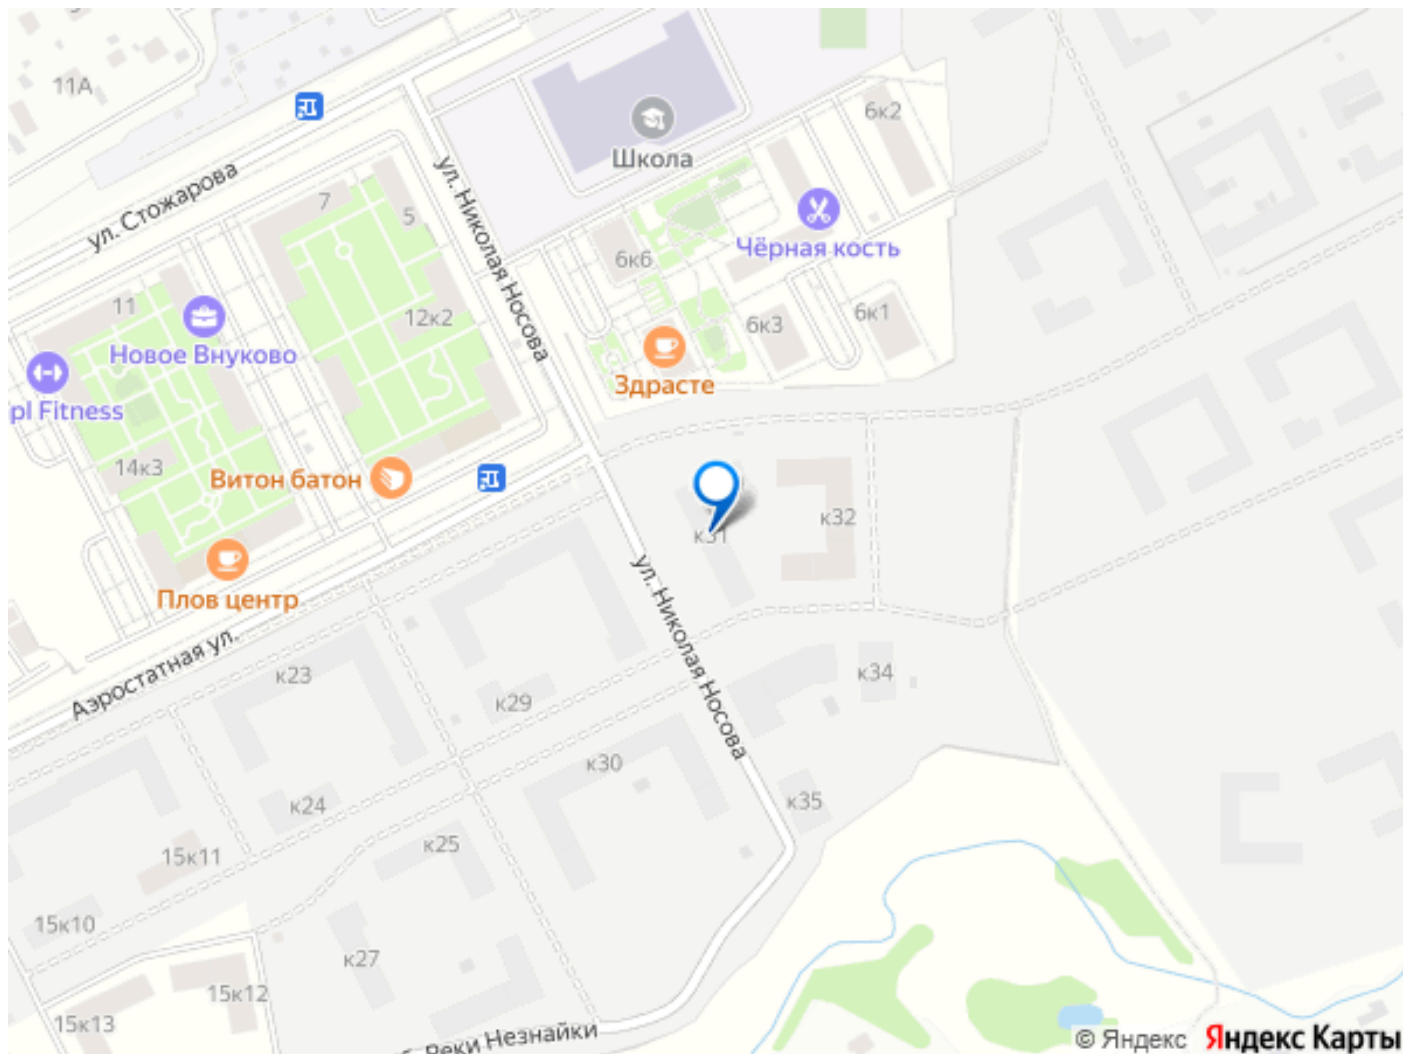 11А
ул. Стожарова
Школа
6к2
7
5
ул. Николая Носова
6к6
Чёрная кость
11
12к2
6к3
6к1
Новое Внуково
Здрасте
pl Fitness
14к3
Витон батон
к32
к31
Плов центр
ул. Николая Носова
Аэростатная ул.
к23
к29
к34
к30
к24
к35
15к11
к25
15к10
к27
15к12
15к13
б. Реки Незнайки
© Яндекс Яндекс Карты